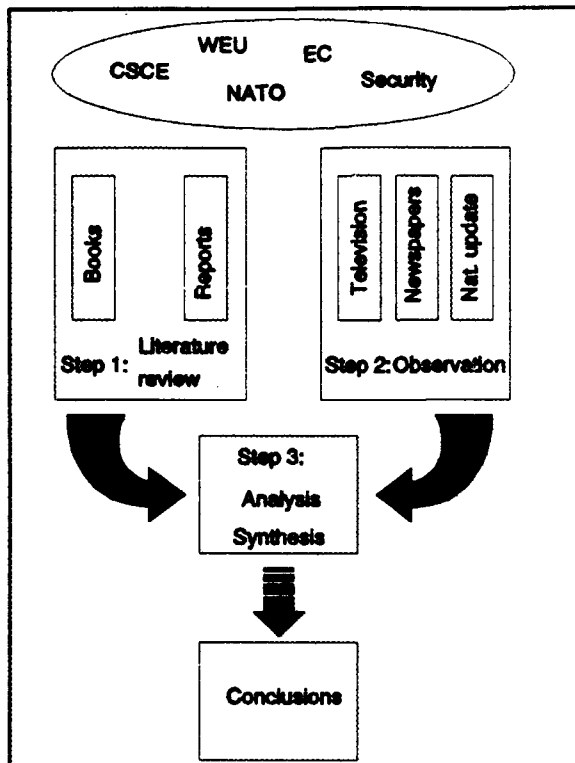 WEU
EC
CSCE
NATO
Security
Books
Reports
Step 1: Literature
review
Television
Newspapers
Nat. update
Step 2: Observation
Step 3:
Analysis
Synthesis
Conclusions